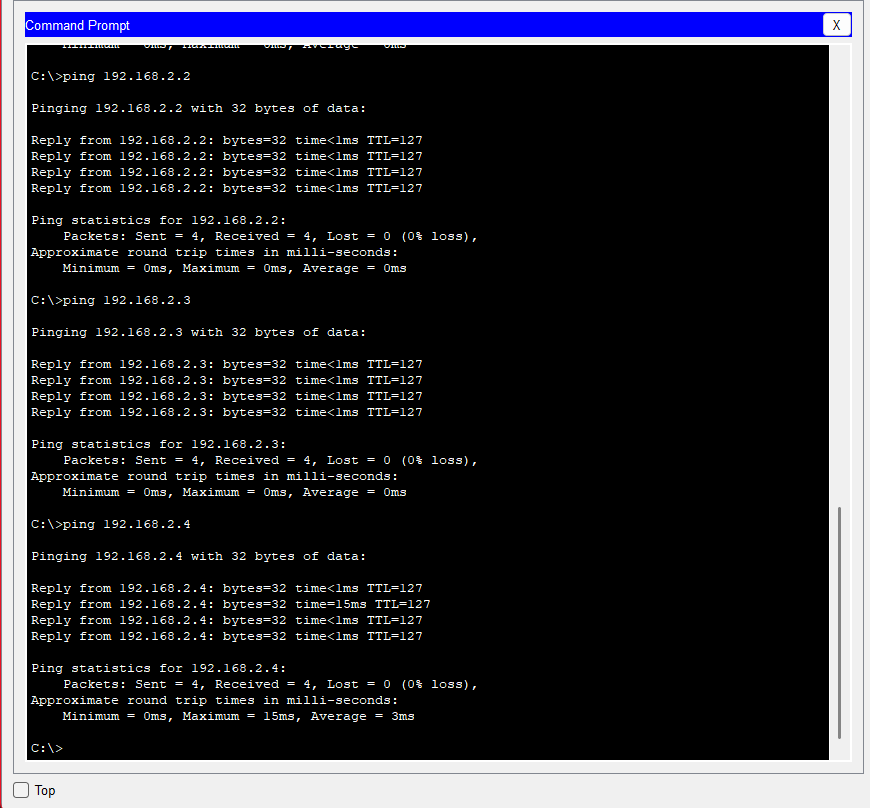 Command Prompt
X
Minimum = 0ms, Maximum = 0ms, Average = 0ms
C:\>ping 192.168.2.2
Pinging 192.168.2.2 with 32 bytes of data:
Reply from 192.168.2.2: bytes=32 time<1ms TTL=127
Reply from 192.168.2.2: bytes=32 time<1ms TTL=127
Reply from 192.168.2.2: bytes=32 time<1ms TTL=127
Reply from 192.168.2.2: bytes=32 time<1ms TTL=127
Ping statistics for 192.168.2.2:
Packets: Sent = 4, Received = 4, Lost = 0 (0% loss),
Approximate round trip times in milli-seconds:
Minimum = 0ms, Maximum = 0ms, Average = 0ms
C:\>ping 192.168.2.3
Pinging 192.168.2.3 with 32 bytes of data:
Reply from 192.168.2.3: bytes=32 time<1ms TTL=127
Reply from 192.168.2.3: bytes=32 time<1ms TTL=127
Reply from 192.168.2.3: bytes=32 time<1ms TTL=127
Reply from 192.168.2.3: bytes=32 time<1ms TTL=127
Ping statistics for 192.168.2.3:
Packets: Sent = 4, Received = 4, Lost = 0 (0% loss),
Approximate round trip times in milli-seconds:
Minimum = 0ms, Maximum = 0ms, Average = 0ms
C:\>ping 192.168.2.4
Pinging 192.168.2.4 with 32 bytes of data:
Reply from 192.168.2.4: bytes=32 time<1ms TTL=127
Reply from 192.168.2.4: bytes=32 time=15ms TTL=127
Reply from 192.168.2.4: bytes=32 time<1ms TTL=127
Reply from 192.168.2.4: bytes=32 time<1ms TTL=127
Ping statistics for 192.168.2.4:
Packets: Sent = 4, Received = 4, Lost = 0 (0% loss),
Approximate round trip times in milli-seconds:
Minimum = 0ms, Maximum = 15ms, Average = 3ms
C:\>
Top